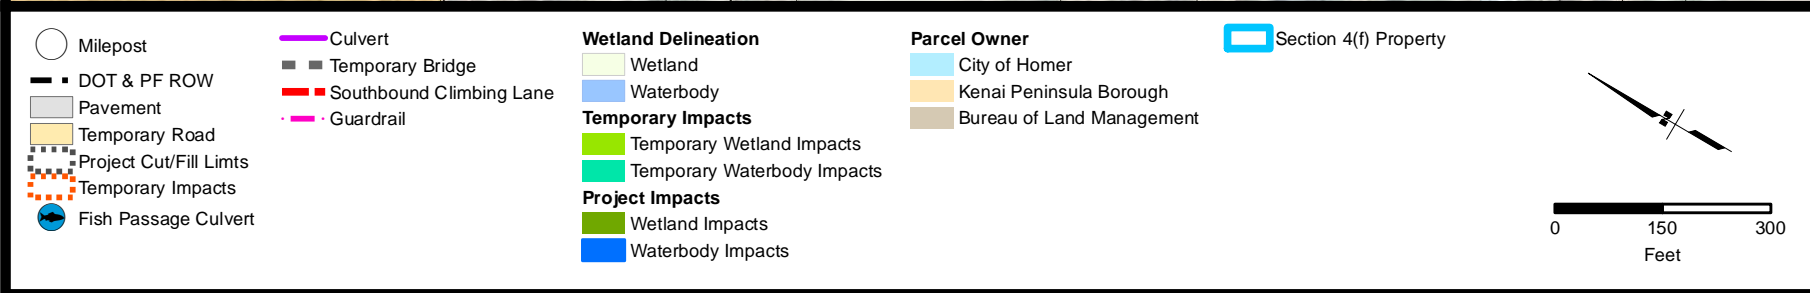 Milepost
DOT & PF ROW
Pavement
Temporary Road
Project Cut/Fill Limts
Temporary Impacts
Fish Passage Culvert
Culvert
Temporary Bridge
Southbound Climbing Lane
Guardrail
Wetland Delineation
Wetland
Waterbody
Temporary Impacts
Temporary Wetland Impacts
Temporary Waterbody Impacts
Project Impacts
Wetland Impacts
Waterbody Impacts
Parcel Owner
City of Homer
Kenai Peninsula Borough
Bureau of Land Management
Section 4(f) Property
0 150 300
Feet